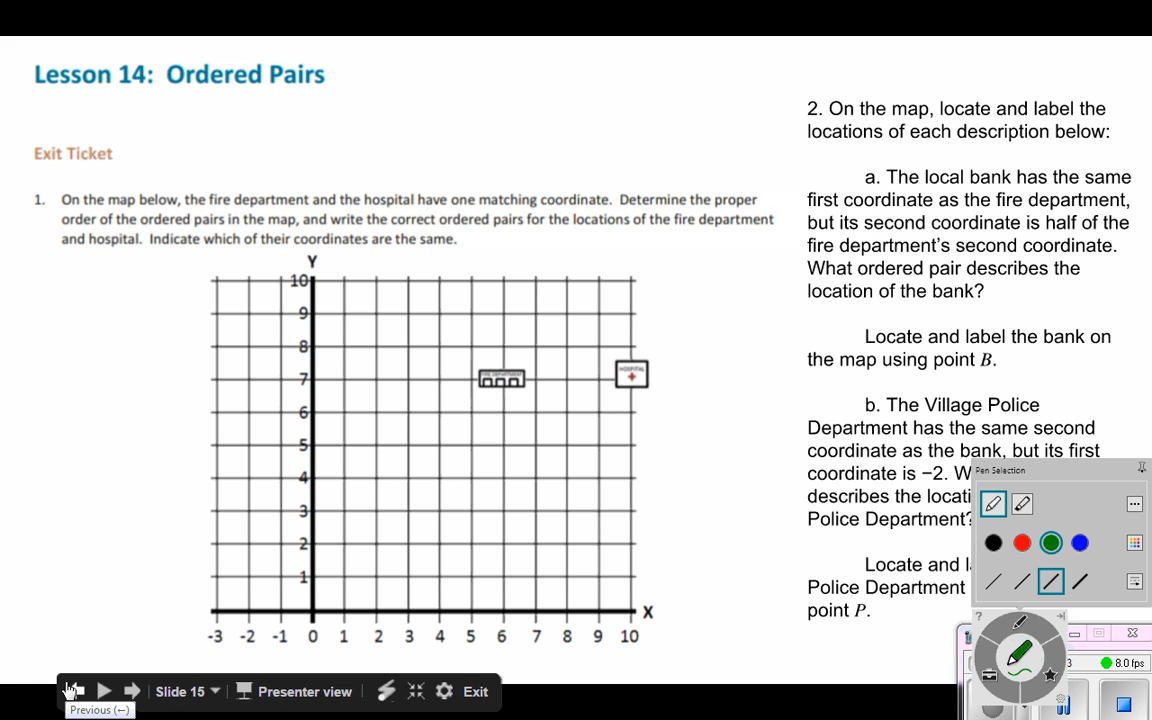 Lesson 14: Ordered Pairs
Exit Ticket
1. On the map below, the fire department and the hospital have one matching coordinate. Determine the proper
order of the ordered pairs in the map, and write the correct ordered pairs for the locations of the fire department
and hospital. Indicate which of their coordinates are the same.
Y
10
9
8
7
6
5
4
3
2
1
FIRE DEPARTMENT
HOSPITAL
X
-3 -2 -1 0 1 2 3 4 5 6 7 8 9 10
2. On the map, locate and label the
locations of each description below:
a. The local bank has the same
first coordinate as the fire department,
but its second coordinate is half of the
fire department’s second coordinate.
What ordered pair describes the
location of the bank?
Locate and label the bank on
the map using point B.
b. The Village Police
Department has the same second
coordinate as the bank, but its first
coordinate is −2. W
describes the locati
Police Department?
Locate and l
Police Department
point P.
Pen Selection
?
3
8.0 fps
Slide 15
Presenter view
Exit
Previous (←)